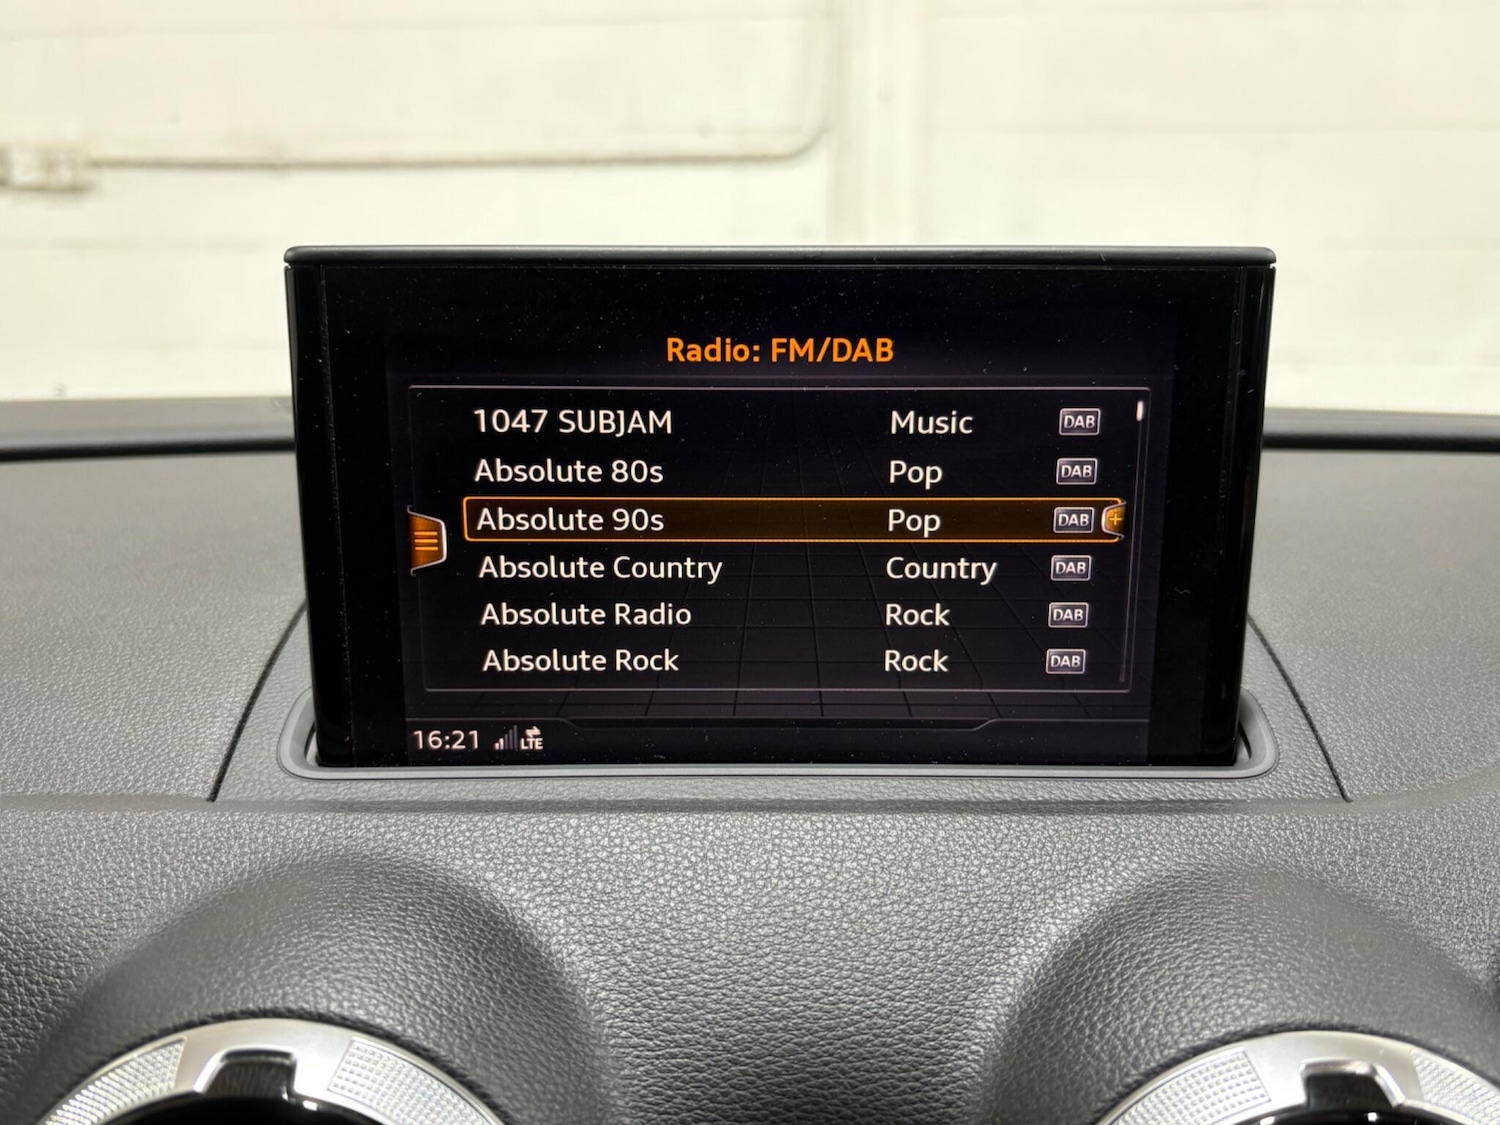 Radio: FM/DAB
1047 SUBJAM Music DAB
Absolute 80s Pop DAB
Absolute 90s Pop DAB +
Absolute Country Country DAB
Absolute Radio Rock DAB
Absolute Rock Rock DAB
16:21 LTE